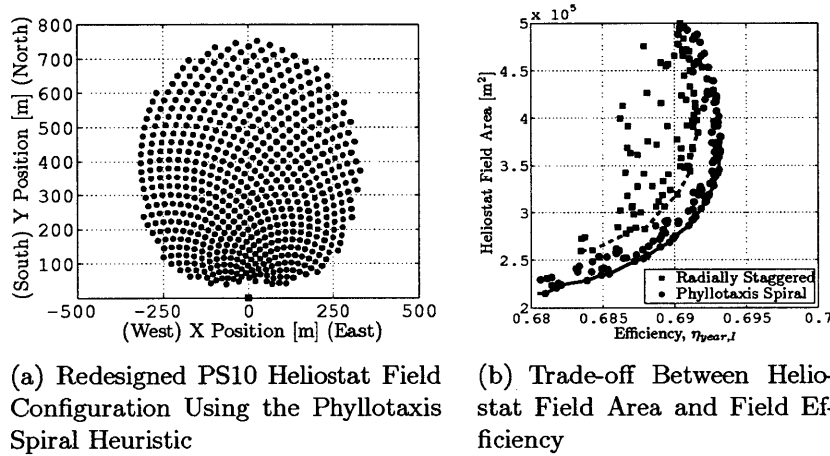 800
700
600
500
400
300
200
100
(South) Y Position [m] (North)
-500
-250
0
250
500
(West) X Position [m] (East)
5 x 10^5
4.5
4
3.5
3
2.5
2
Heliostat Field Area [m²]
Radially Staggered
Phyllotaxis Spiral
0.68
0.685
0.69
0.695
0.7
Efficiency, η_year,I
(a) Redesigned PS10 Heliostat Field
Configuration Using the Phyllotaxis
Spiral Heuristic
(b) Trade-off Between Helio-
stat Field Area and Field Ef-
ficiency